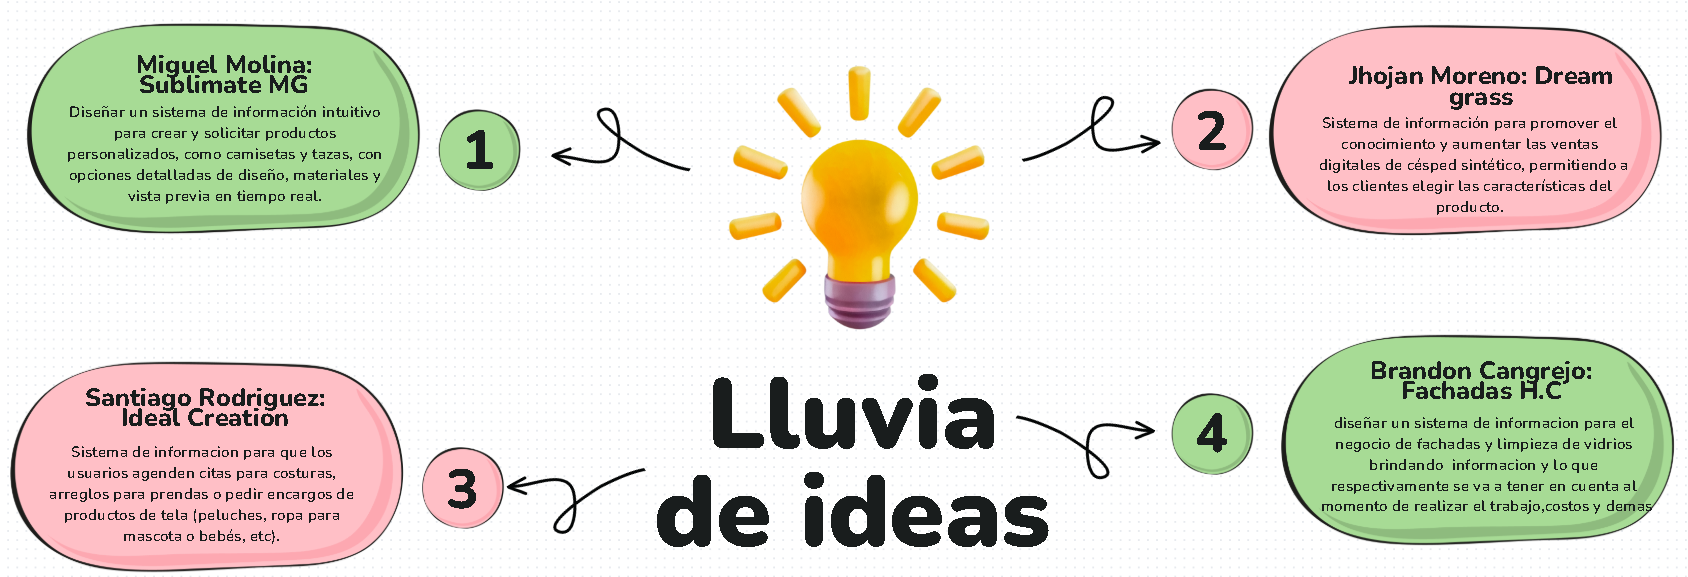 Miguel Molina:
Sublimate MG
Diseñar un sistema de información intuitivo
para crear y solicitar productos
personalizados, como camisetas y tazas, con
opciones detalladas de diseño, materiales y
vista previa en tiempo real.
1
2
Jhojan Moreno: Dream
grass
Sistema de información para promover el
conocimiento y aumentar las ventas
digitales de césped sintético, permitiendo a
los clientes elegir las características del
producto.
Lluvia
de ideas
Santiago Rodriguez:
Ideal Creation
Sistema de informacion para que los
usuarios agenden citas para costuras,
arreglos para prendas o pedir encargos de
productos de tela (peluches, ropa para
mascota o bebés, etc).
3
4
Brandon Cangrejo:
Fachadas H.C
diseñar un sistema de informacion para el
negocio de fachadas y limpieza de vidrios
brindando informacion y lo que
respectivamente se va a tener en cuenta al
momento de realizar el trabajo,costos y demas